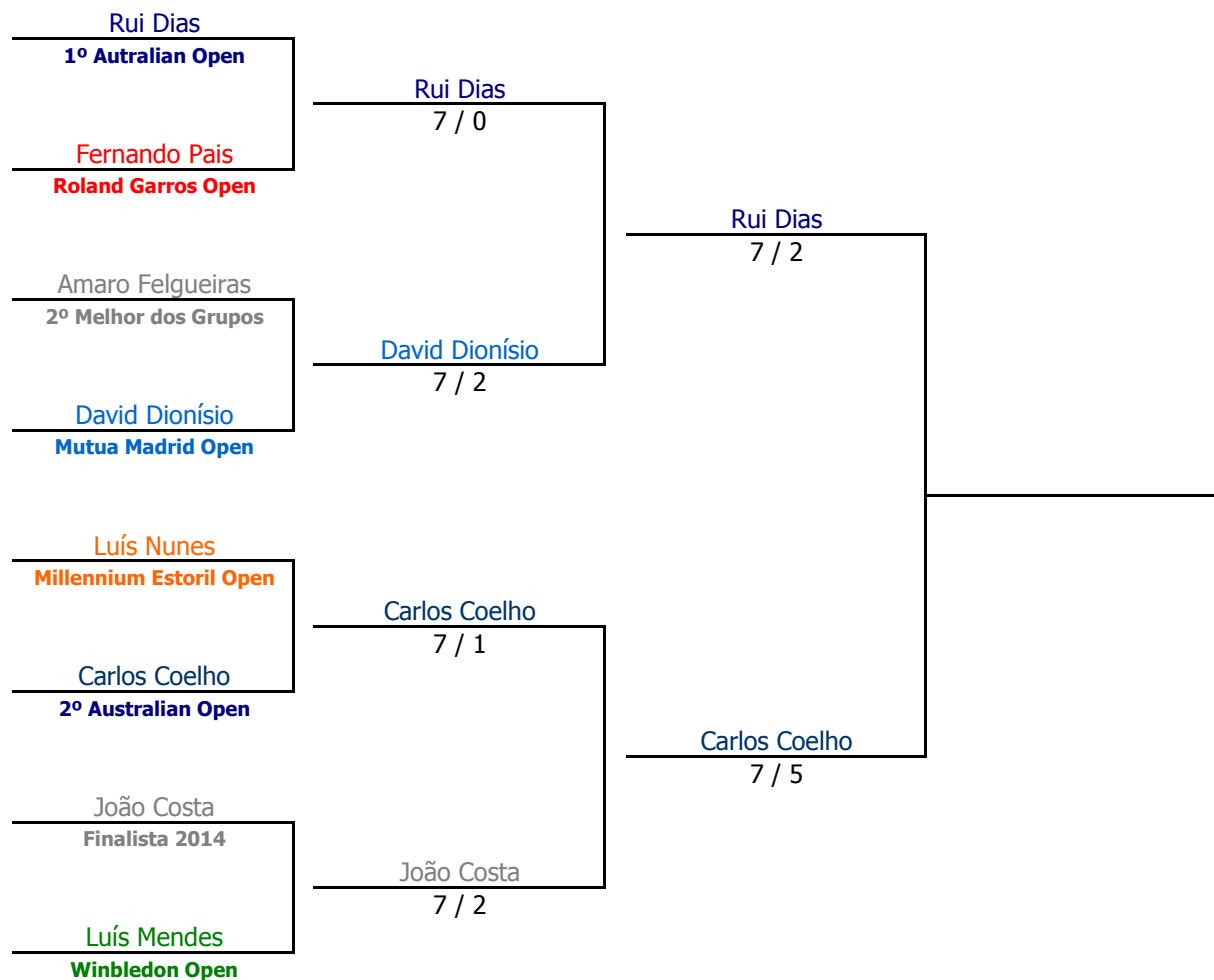 Rui Dias
1º Autralian Open
Rui Dias
7 / 0
Fernando Pais
Roland Garros Open
Rui Dias
7 / 2
Amaro Felgueiras
2º Melhor dos Grupos
David Dionísio
7 / 2
David Dionísio
Mutua Madrid Open
Luís Nunes
Millennium Estoril Open
Carlos Coelho
7 / 1
Carlos Coelho
2º Australian Open
Carlos Coelho
7 / 5
João Costa
Finalista 2014
João Costa
7 / 2
Luís Mendes
Winbledon Open